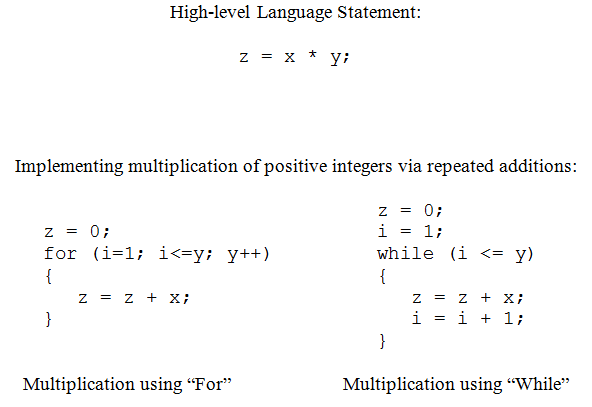 High-level Language Statement:
z = x * y;
Implementing multiplication of positive integers via repeated additions:
z = 0;
for (i=1; i<=y; y++)
{
z = z + x;
}
Multiplication using “For”
z = 0;
i = 1;
while (i <= y)
{
z = z + x;
i = i + 1;
}
Multiplication using “While”